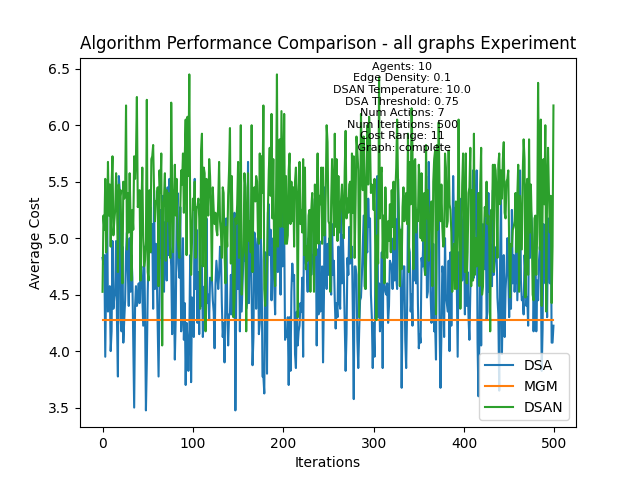 Algorithm Performance Comparison - all graphs Experiment
Agents: 10
Edge Density: 0.1
DSAN Temperature: 10.0
DSA Threshold: 0.75
Num Actions: 7
Num Iterations: 500
Cost Range: 11
Graph: complete
6.5
6.0
5.5
5.0
4.5
4.0
3.5
Average Cost
DSA
MGM
DSAN
0 100 200 300 400 500
Iterations